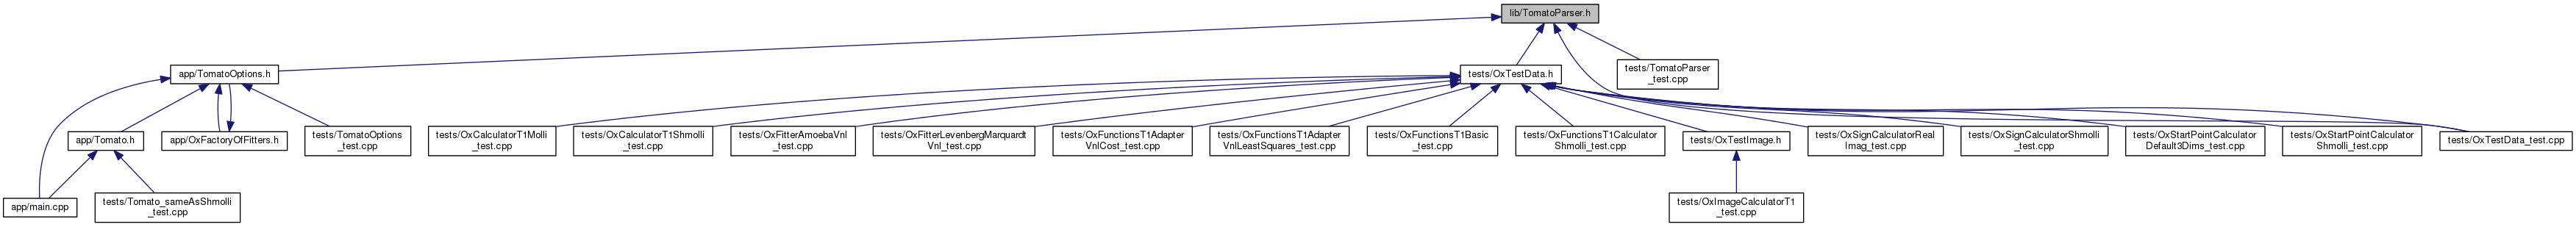 lib/TomatoParser.h
app/TomatoOptions.h
tests/OxTestData.h
tests/TomatoParser
_test.cpp
app/Tomato.h
app/OxFactoryOfFitters.h
tests/TomatoOptions
_test.cpp
tests/OxCalculatorT1Molli
_test.cpp
tests/OxCalculatorT1Shmolli
_test.cpp
tests/OxFitterAmoebaVnl
_test.cpp
tests/OxFitterLevenbergMarquardt
Vnl_test.cpp
tests/OxFunctionsT1Adapter
VnlCost_test.cpp
tests/OxFunctionsT1Adapter
VnlLeastSquares_test.cpp
tests/OxFunctionsT1Basic
_test.cpp
tests/OxFunctionsT1Calculator
Shmolli_test.cpp
tests/OxTestImage.h
tests/OxSignCalculatorReal
Imag_test.cpp
tests/OxSignCalculatorShmolli
_test.cpp
tests/OxStartPointCalculator
Default3Dims_test.cpp
tests/OxStartPointCalculator
Shmolli_test.cpp
tests/OxTestData_test.cpp
app/main.cpp
tests/Tomato_sameAsShmolli
_test.cpp
tests/OxImageCalculatorT1
_test.cpp